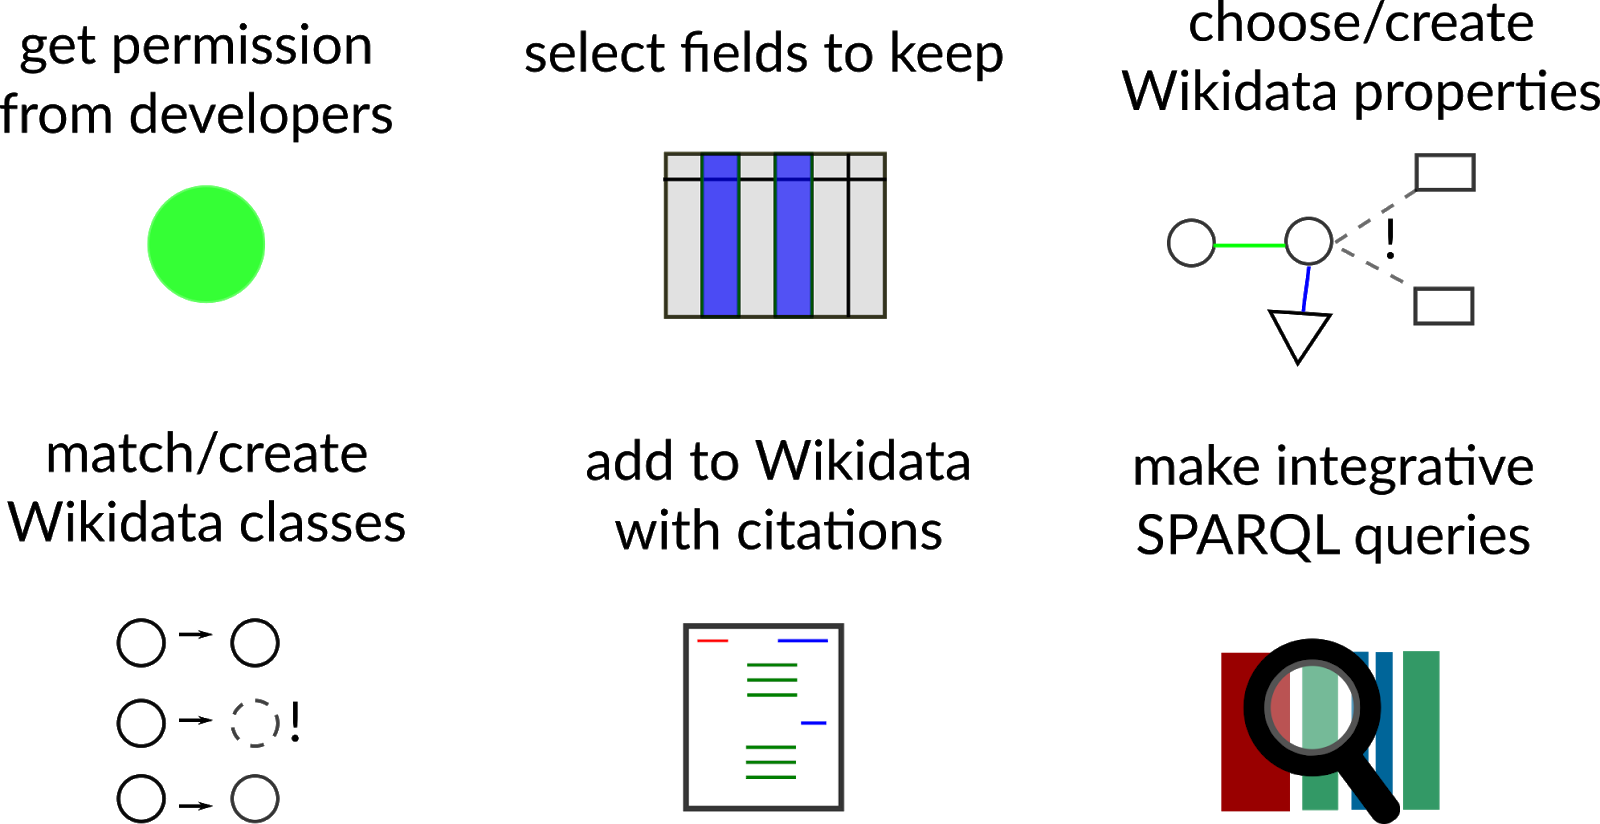 get permission
from developers
select fields to keep
choose/create
Wikidata properties
!
match/create
Wikidata classes
!
add to Wikidata
with citations
make integrative
SPARQL queries